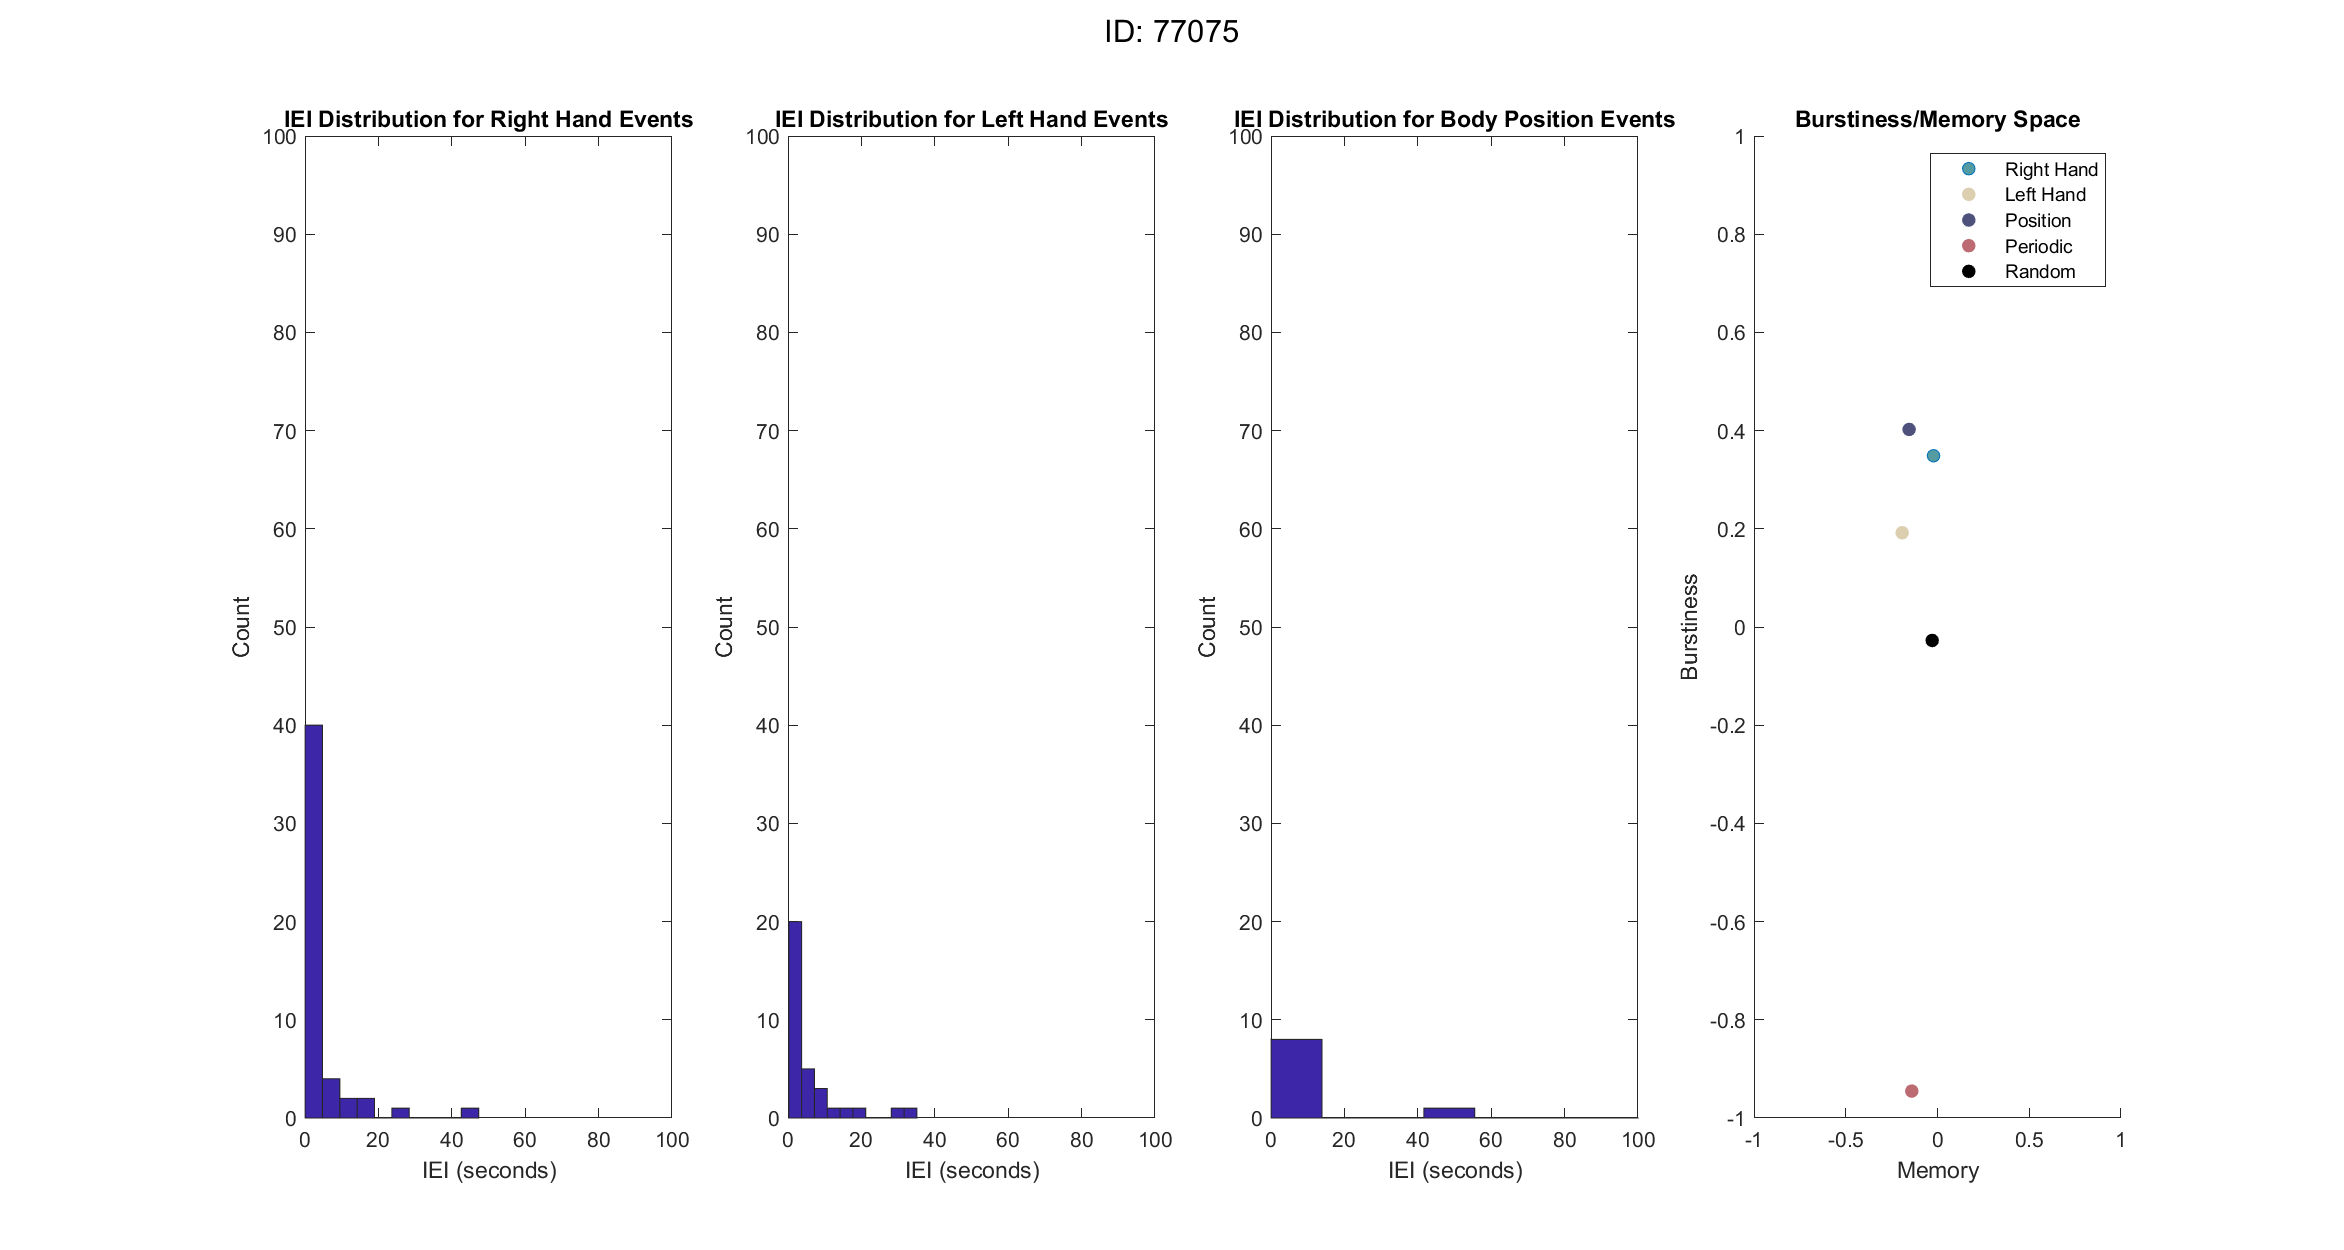 ID: 77075
IEI Distribution for Right Hand Events
100
90
80
70
60
50
40
30
20
10
0
Count
0 20 40 60 80 100
IEI (seconds)
IEI Distribution for Left Hand Events
100
90
80
70
60
50
40
30
20
10
0
Count
0 20 40 60 80 100
IEI (seconds)
IEI Distribution for Body Position Events
100
90
80
70
60
50
40
30
20
10
0
Count
0 20 40 60 80 100
IEI (seconds)
Burstiness/Memory Space
Right Hand
Left Hand
Position
Periodic
Random
1
0.8
0.6
0.4
0.2
0
-0.2
-0.4
-0.6
-0.8
-1
Burstiness
-1 -0.5 0 0.5 1
Memory